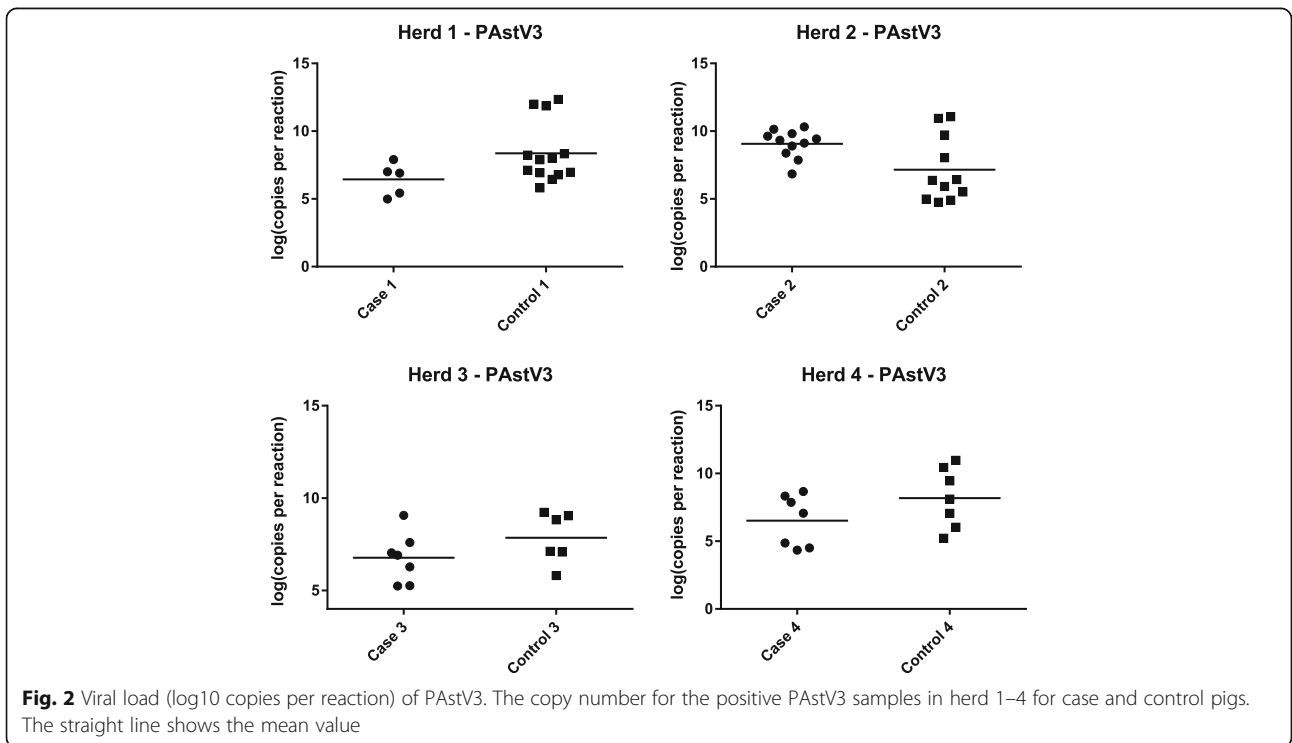 Herd 1 - PAstV3
log(copies per reaction)
15
10
5
0
Case 1
Control 1
Herd 2 - PAstV3
log(copies per reaction)
15
10
5
0
Case 2
Control 2
Herd 3 - PAstV3
log(copies per reaction)
15
10
5
Case 3
Control 3
Herd 4 - PAstV3
log(copies per reaction)
15
10
5
0
Case 4
Control 4
Fig. 2 Viral load (log10 copies per reaction) of PAstV3. The copy number for the positive PAstV3 samples in herd 1–4 for case and control pigs.
The straight line shows the mean value